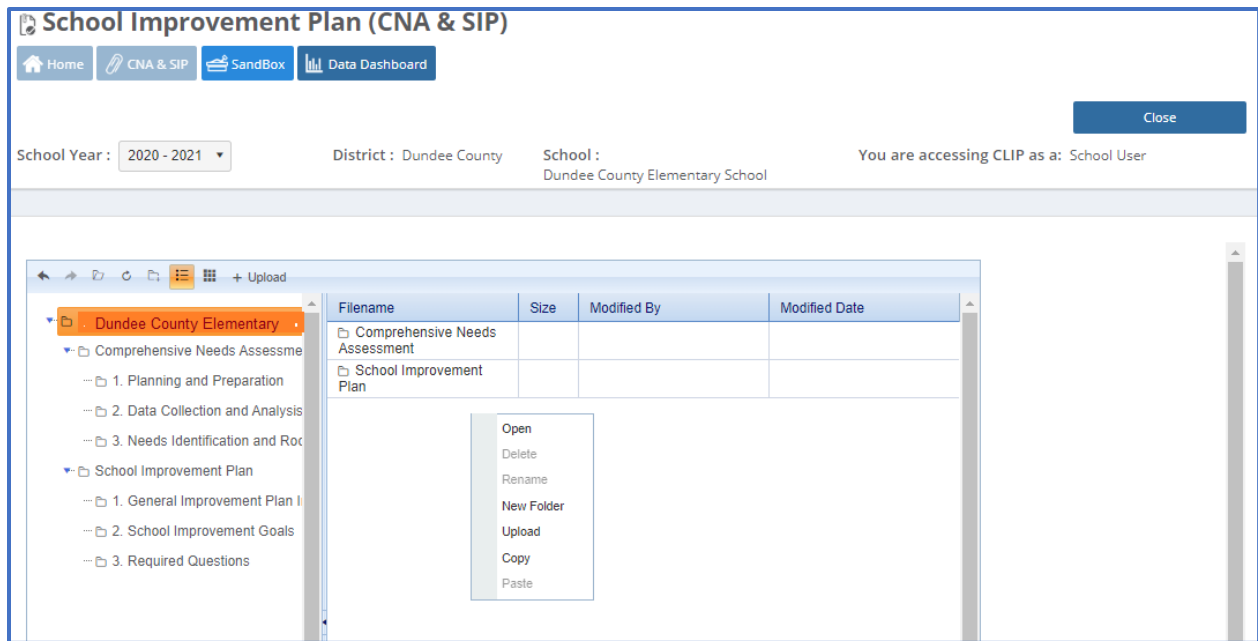 School Improvement Plan (CNA & SIP)
Home CNA & SIP SandBox Data Dashboard
Close
School Year : 2020 - 2021 District : Dundee County School : You are accessing CLIP as a: School User
Dundee County Elementary School
+ Upload
Dundee County Elementary
Comprehensive Needs Assessme
1. Planning and Preparation
2. Data Collection and Analysis
3. Needs Identification and Roo
School Improvement Plan
1. General Improvement Plan I
2. School Improvement Goals
3. Required Questions
Filename Size Modified By Modified Date
Comprehensive Needs
Assessment
School Improvement
Plan
Open
Delete
Rename
New Folder
Upload
Copy
Paste